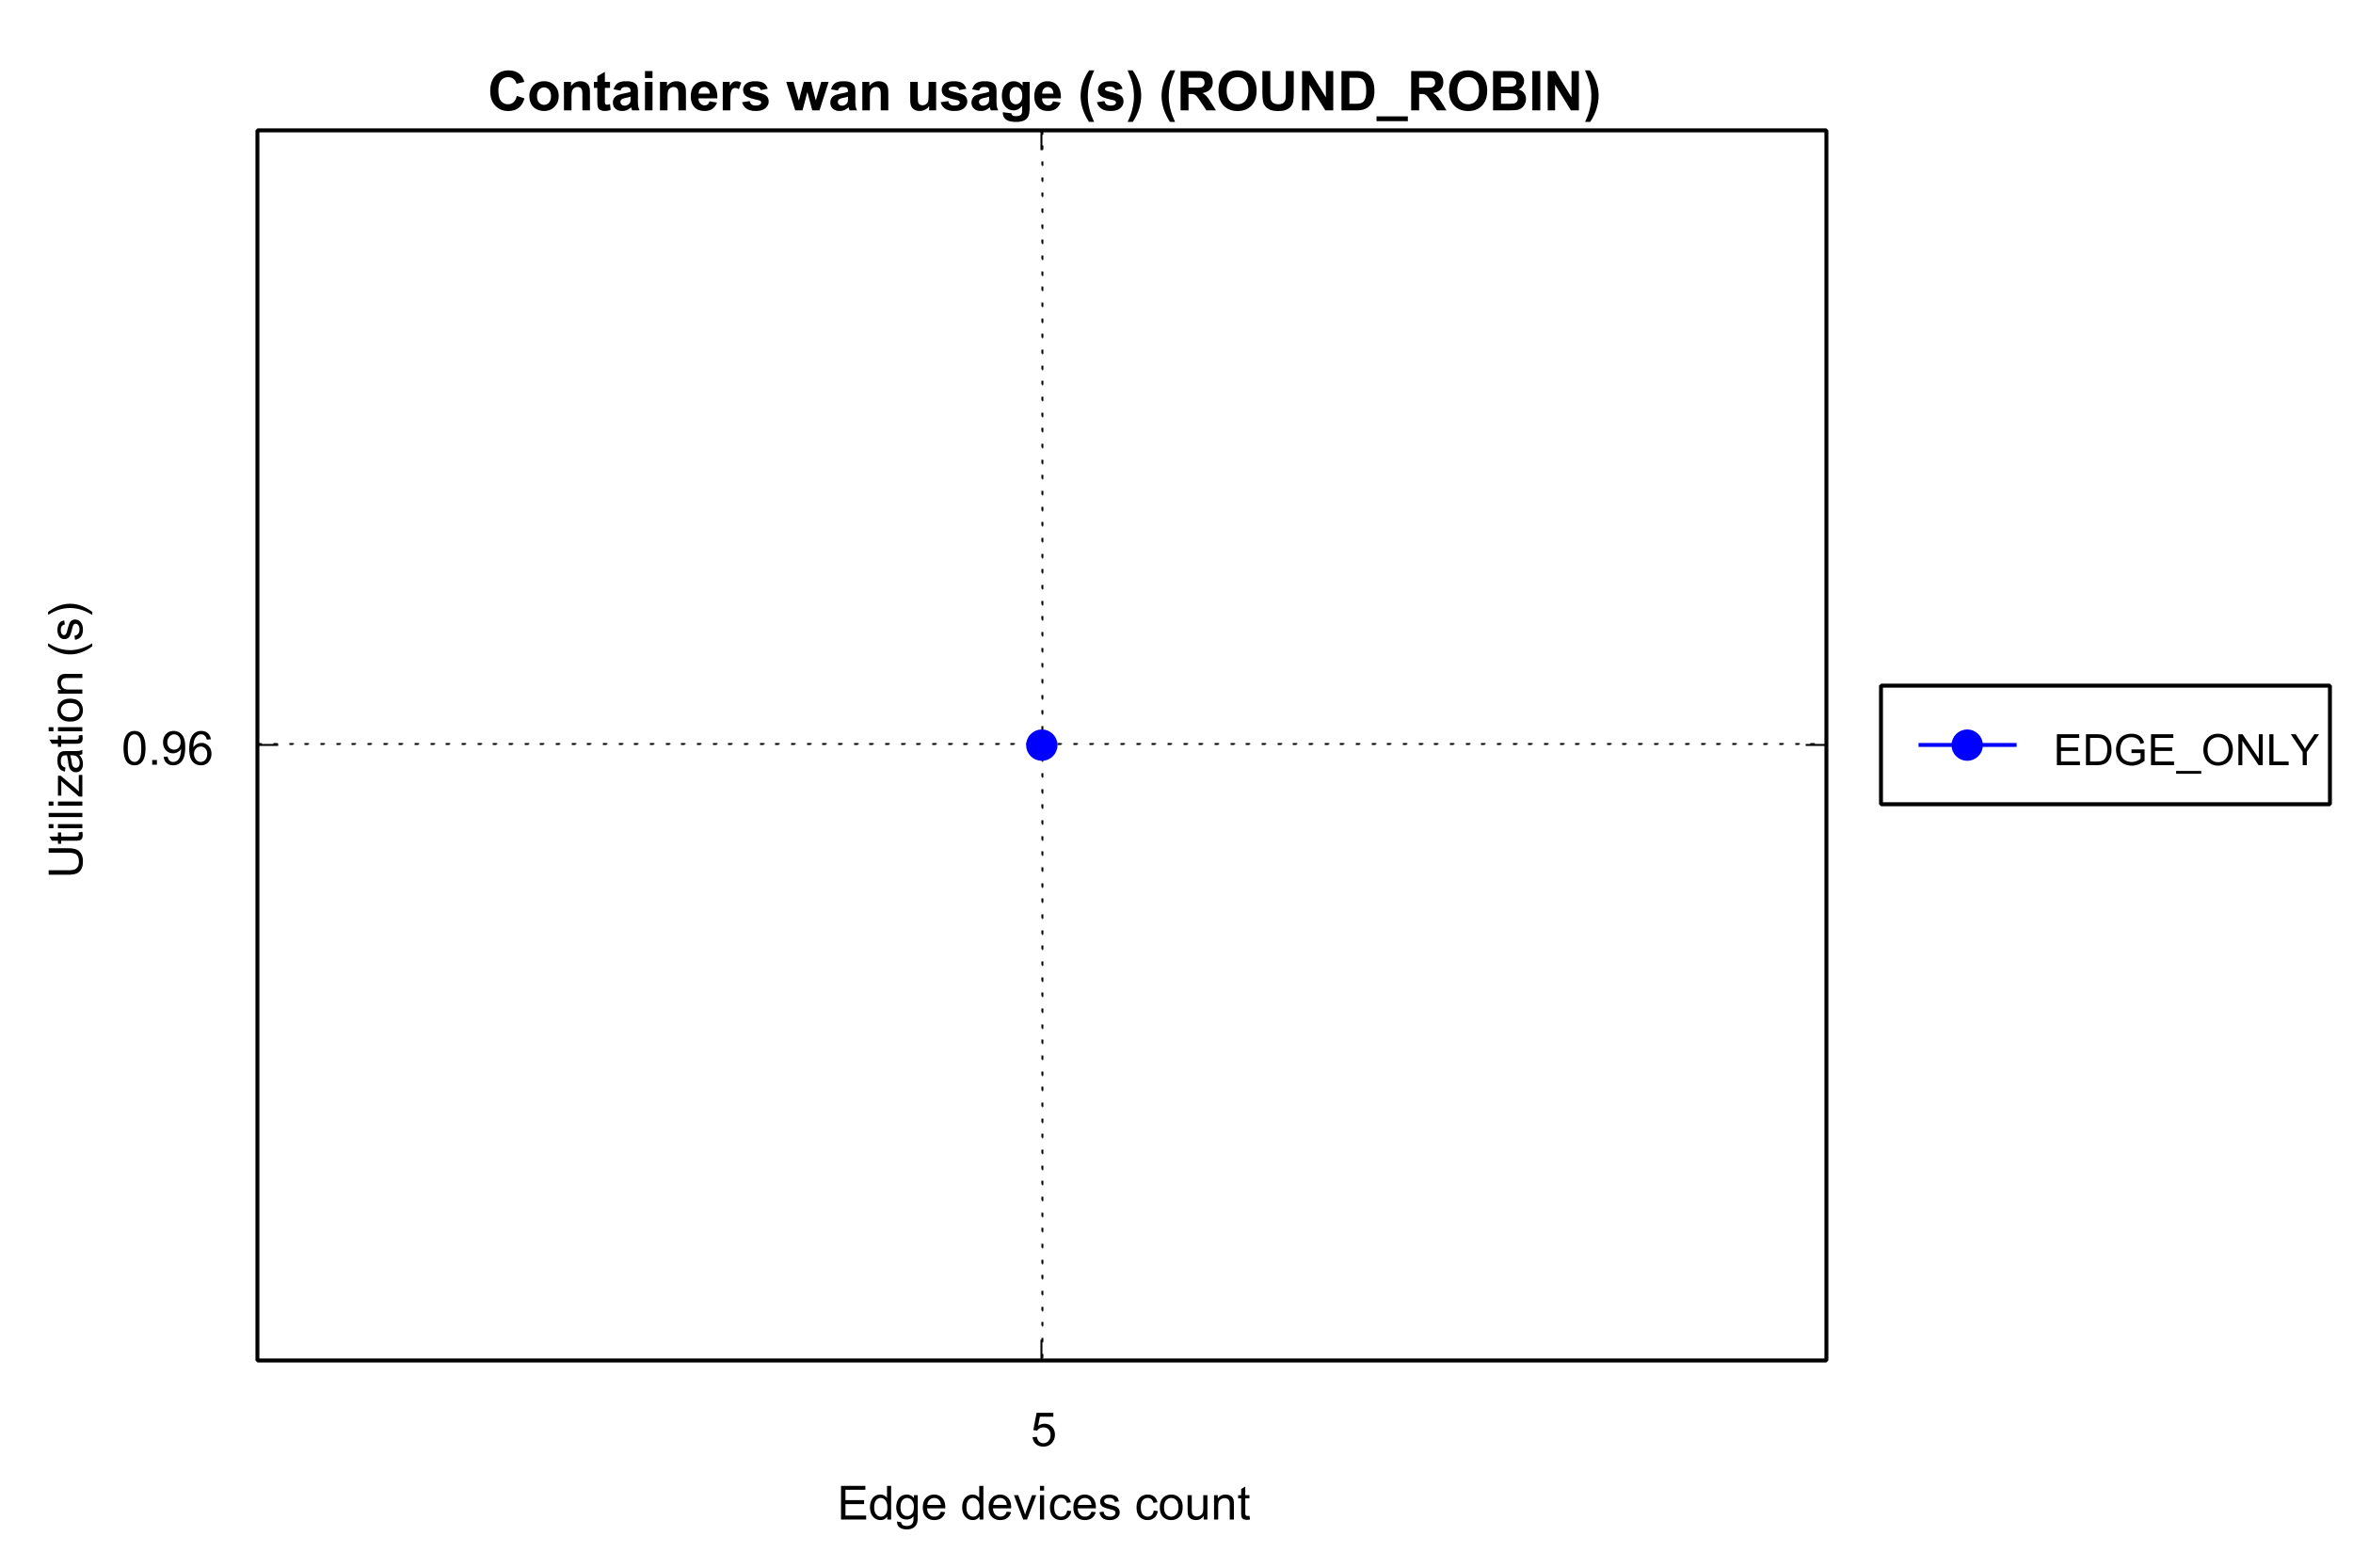 Containers wan usage (s) (ROUND_ROBIN)
Utilization (s)
0.96
EDGE_ONLY
5
Edge devices count